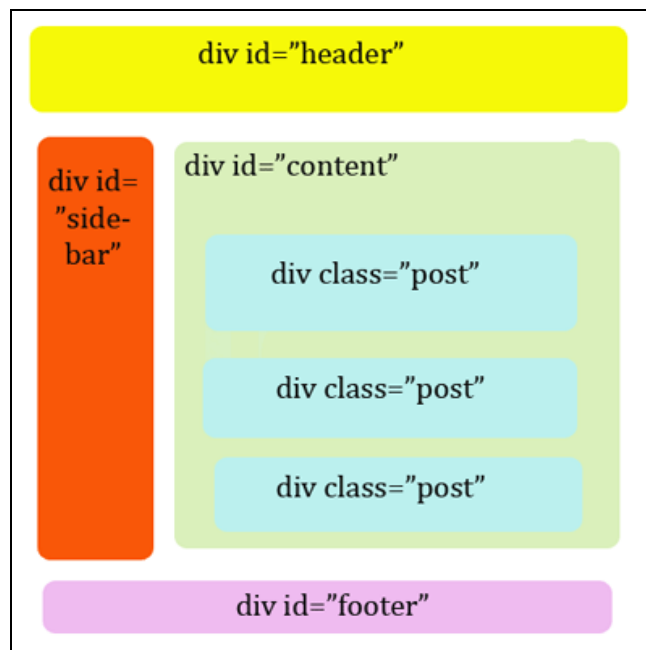 div id=”header”
div id=
”side-
bar”
div id=”content”
div class=”post”
div class=”post”
div class=”post”
div id=”footer”